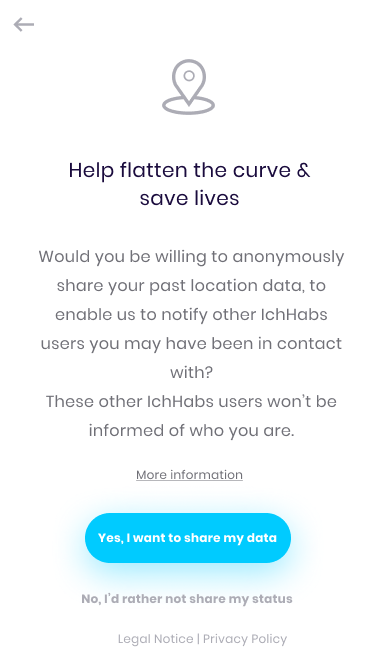 Help flatten the curve &
save lives
Would you be willing to anonymously
share your past location data, to
enable us to notify other IchHabs
users you may have been in contact
with?
These other IchHabs users won’t be
informed of who you are.
More information
Yes, I want to share my data
No, I’d rather not share my status
Legal Notice | Privacy Policy